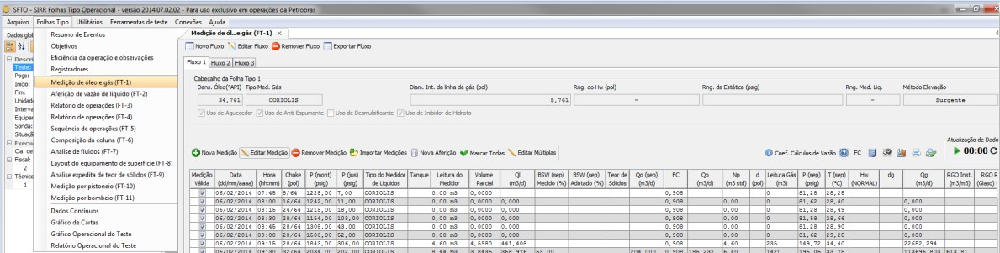 SFTO - SIRR Folhas Tipo Operacional - versão 2014.07.02.02 - Para uso exclusivo em operações da Petrobras
Arquivo Folhas Tipo Utilitários Ferramentas de teste Conexões Ajuda
Dados glol
Descri
Teste:
Poço:
Início:
Fim:
Unidad
Interva
Equipar
Sonda:
Situaçã
Execu
Cia. de
Fiscal:
2
Técnico
1
Resumo de Eventos
Objetivos
Eficiência da operação e observações
Registradores
Medição de óleo e gás (FT-1)
Aferição de vazão de líquido (FT-2)
Relatório de operações (FT-3)
Relatório de operações (FT-4)
Sequência de operações (FT-5)
Composição da coluna (FT-6)
Análise de fluidos (FT-7)
Layout do equipamento de superfície (FT-8)
Análise expedita de teor de sólidos (FT-9)
Medição por pistoneio (FT-10)
Medição por bombeio (FT-11)
Dados Contínuos
Gráfico de Cartas
Gráfico Operacional do Teste
Relatório Operacional do Teste
Medição de ól...e gás (FT-1) ×
Novo Fluxo Editar Fluxo Remover Fluxo Exportar Fluxo
Fluxo 1 Fluxo 2 Fluxo 3
Cabeçalho da Folha Tipo 1
Dens. Óleo(ºAPI) Tipo Med. Gás Diam. Int. da linha de gás (pol) Rng. do Hw (pol) Rng. da Estática (psig) Rng. Med. Liq. Método Elevação
34,761 CORIOLIS 5,761 - - Surgente
Uso de Aquecedor Uso de Anti-Espumante Uso de Desmulsificante Uso de Inibidor de Hidrato
Atualização de Dado
Nova Medição Editar Medição Remover Medição Importar Medições Nova Aferição Marcar Todas Editar Múltiplas Coef. Cálculos de Vazão FC 00:00 C
Medição Data Hora Choke P (mont) P (jus) Tipo do Medidor Tanque Leitura do Volume Ql BSW (sep) BSW (sep) Teor de Qo (sep) FC Qo Np d Leitura Gás P (sep) T (sep) Hw dg Qg RGO Inst. RGO R
Válida (dd/mm/aaaa) (hh:mm) (pol) (psig) (psig) de Líquidos Medidor Parcial (m3/d) Medido (%) Adotado (%) Sólidos (m3/d) (m3/d) (m3 std) (pol) (m3) (psig) (ºC) (NORMAL) (m3/d) (m3/m3) (Glaso) (
06/02/2014 07:45 8/64 1228,00 7,00 CORIOLIS 0,00 m3 0,0000 0,908 0 81,28 28,25
06/02/2014 08:00 16/64 1242,00 11,00 CORIOLIS 0,00 m3 0,0000 0,000 0,908 0,00 0 81,62 28,40 0,000
06/02/2014 08:15 24/64 1218,00 18,00 CORIOLIS 0,00 m3 0,0000 0,000 0,908 0,00 0 81,28 28,49 0,000
06/02/2014 08:30 28/64 1154,00 103,00 CORIOLIS 0,00 m3 0,0000 0,000 0,908 0,00 0 81,58 28,66 0,000
06/02/2014 08:45 28/64 1308,00 43,00 CORIOLIS 0,00 m3 0,0000 0,000 0,908 0,00 0 81,28 28,90 0,000
06/02/2014 09:00 28/64 1503,00 52,00 CORIOLIS 0,00 m3 0,0000 0,000 0,908 0,00 0 81,62 29,25 0,000
06/02/2014 09:15 28/64 1843,00 306,00 CORIOLIS 4,60 m3 4,5980 441,408 0,908 4,60 235 149,72 34,40 22652,294
06/02/2014 09:30 32/64 2034,00 202,00 CORIOLIS 8,44 m3 3,8435 368,976 53,00 204,000 0,908 185,232 6,40 1420 195,05 33,75 113696,803 613,81